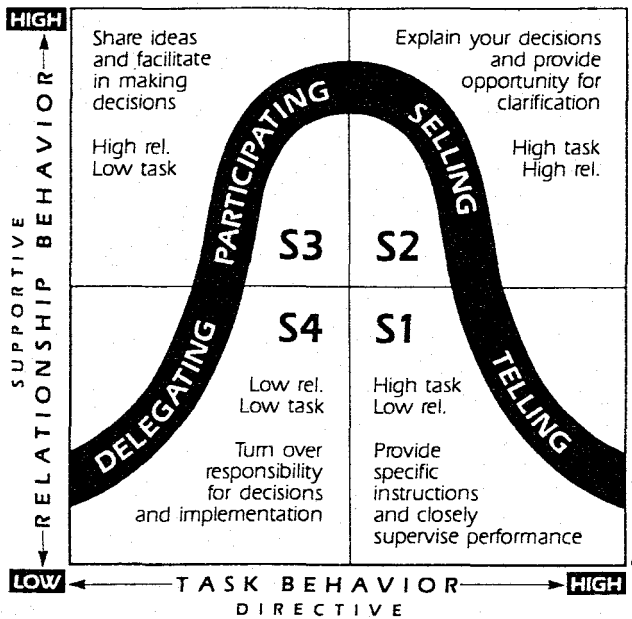 HIGH
SUPPORTIVE
RELATIONSHIP BEHAVIOR
LOW
Share ideas
and facilitate
in making
decisions
High rel.
Low task
Explain your decisions
and provide
opportunity for
clarification
High task
High rel.
PARTICIPATING
SELLING
S3
S2
S4
S1
DELEGATING
TELLING
Low rel.
Low task
Turn over
responsibility
for decisions
and implementation
High task
Low rel.
Provide
specific
instructions
and closely
supervise performance
TASK BEHAVIOR
HIGH
DIRECTIVE